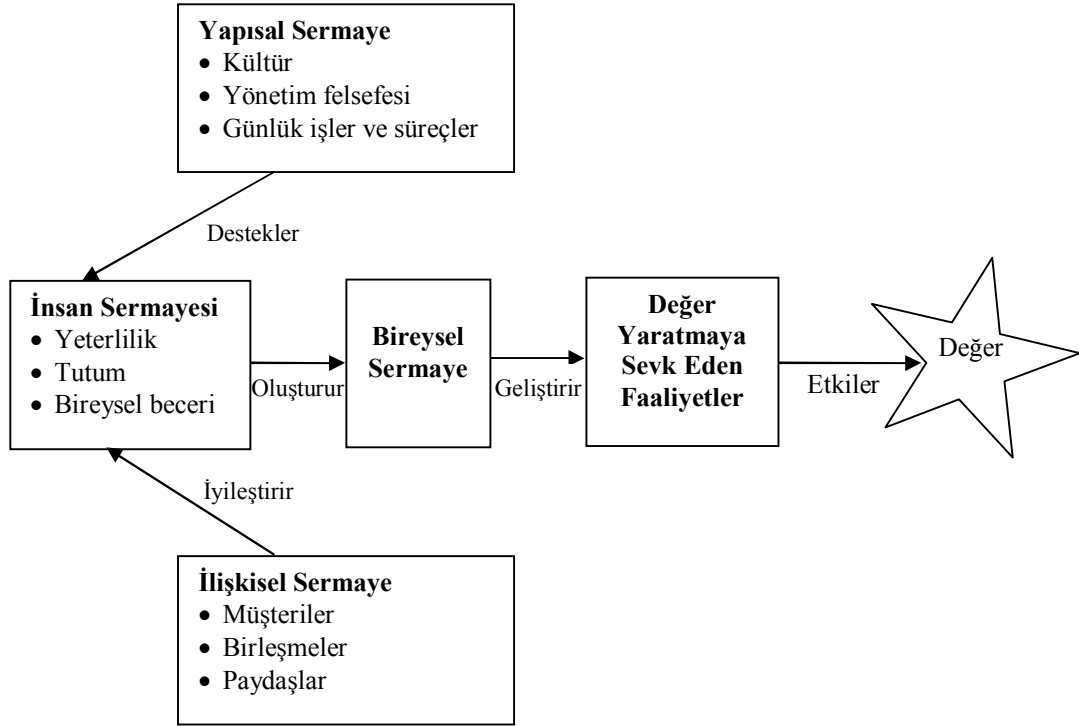 Yapısal Sermaye
• Kültür
• Yönetim felsefesi
• Günlük işler ve süreçler
Destekler
İnsan Sermayesi
• Yeterlilik
• Tutum
• Bireysel beceri
Oluşturur
Bireysel
Sermaye
Geliştirir
Değer
Yaratmaya
Sevk Eden
Faaliyetler
Etkiler
Değer
İyileştirir
İlişkisel Sermaye
• Müşteriler
• Birleşmeler
• Paydaşlar